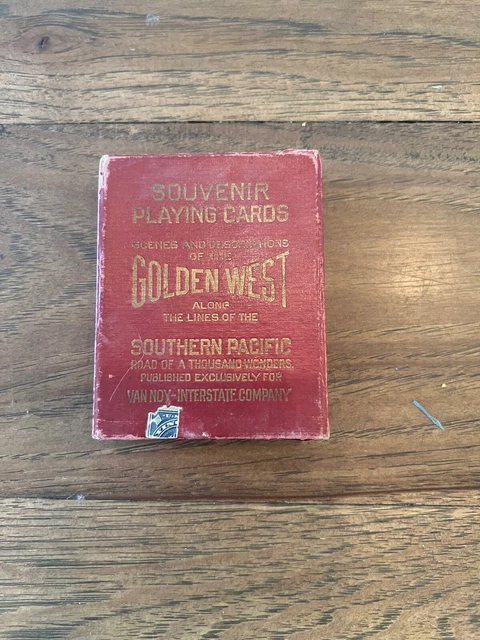 SOUVENIR
PLAYING CARDS
SCENES AND DESCRIPTIONS
OF THE
GOLDEN WEST
ALONG
THE LINES OF THE
SOUTHERN PACIFIC
ROAD OF A THOUSAND WONDERS.
PUBLISHED EXCLUSIVELY FOR
VAN NOY-INTERSTATE COMPANY